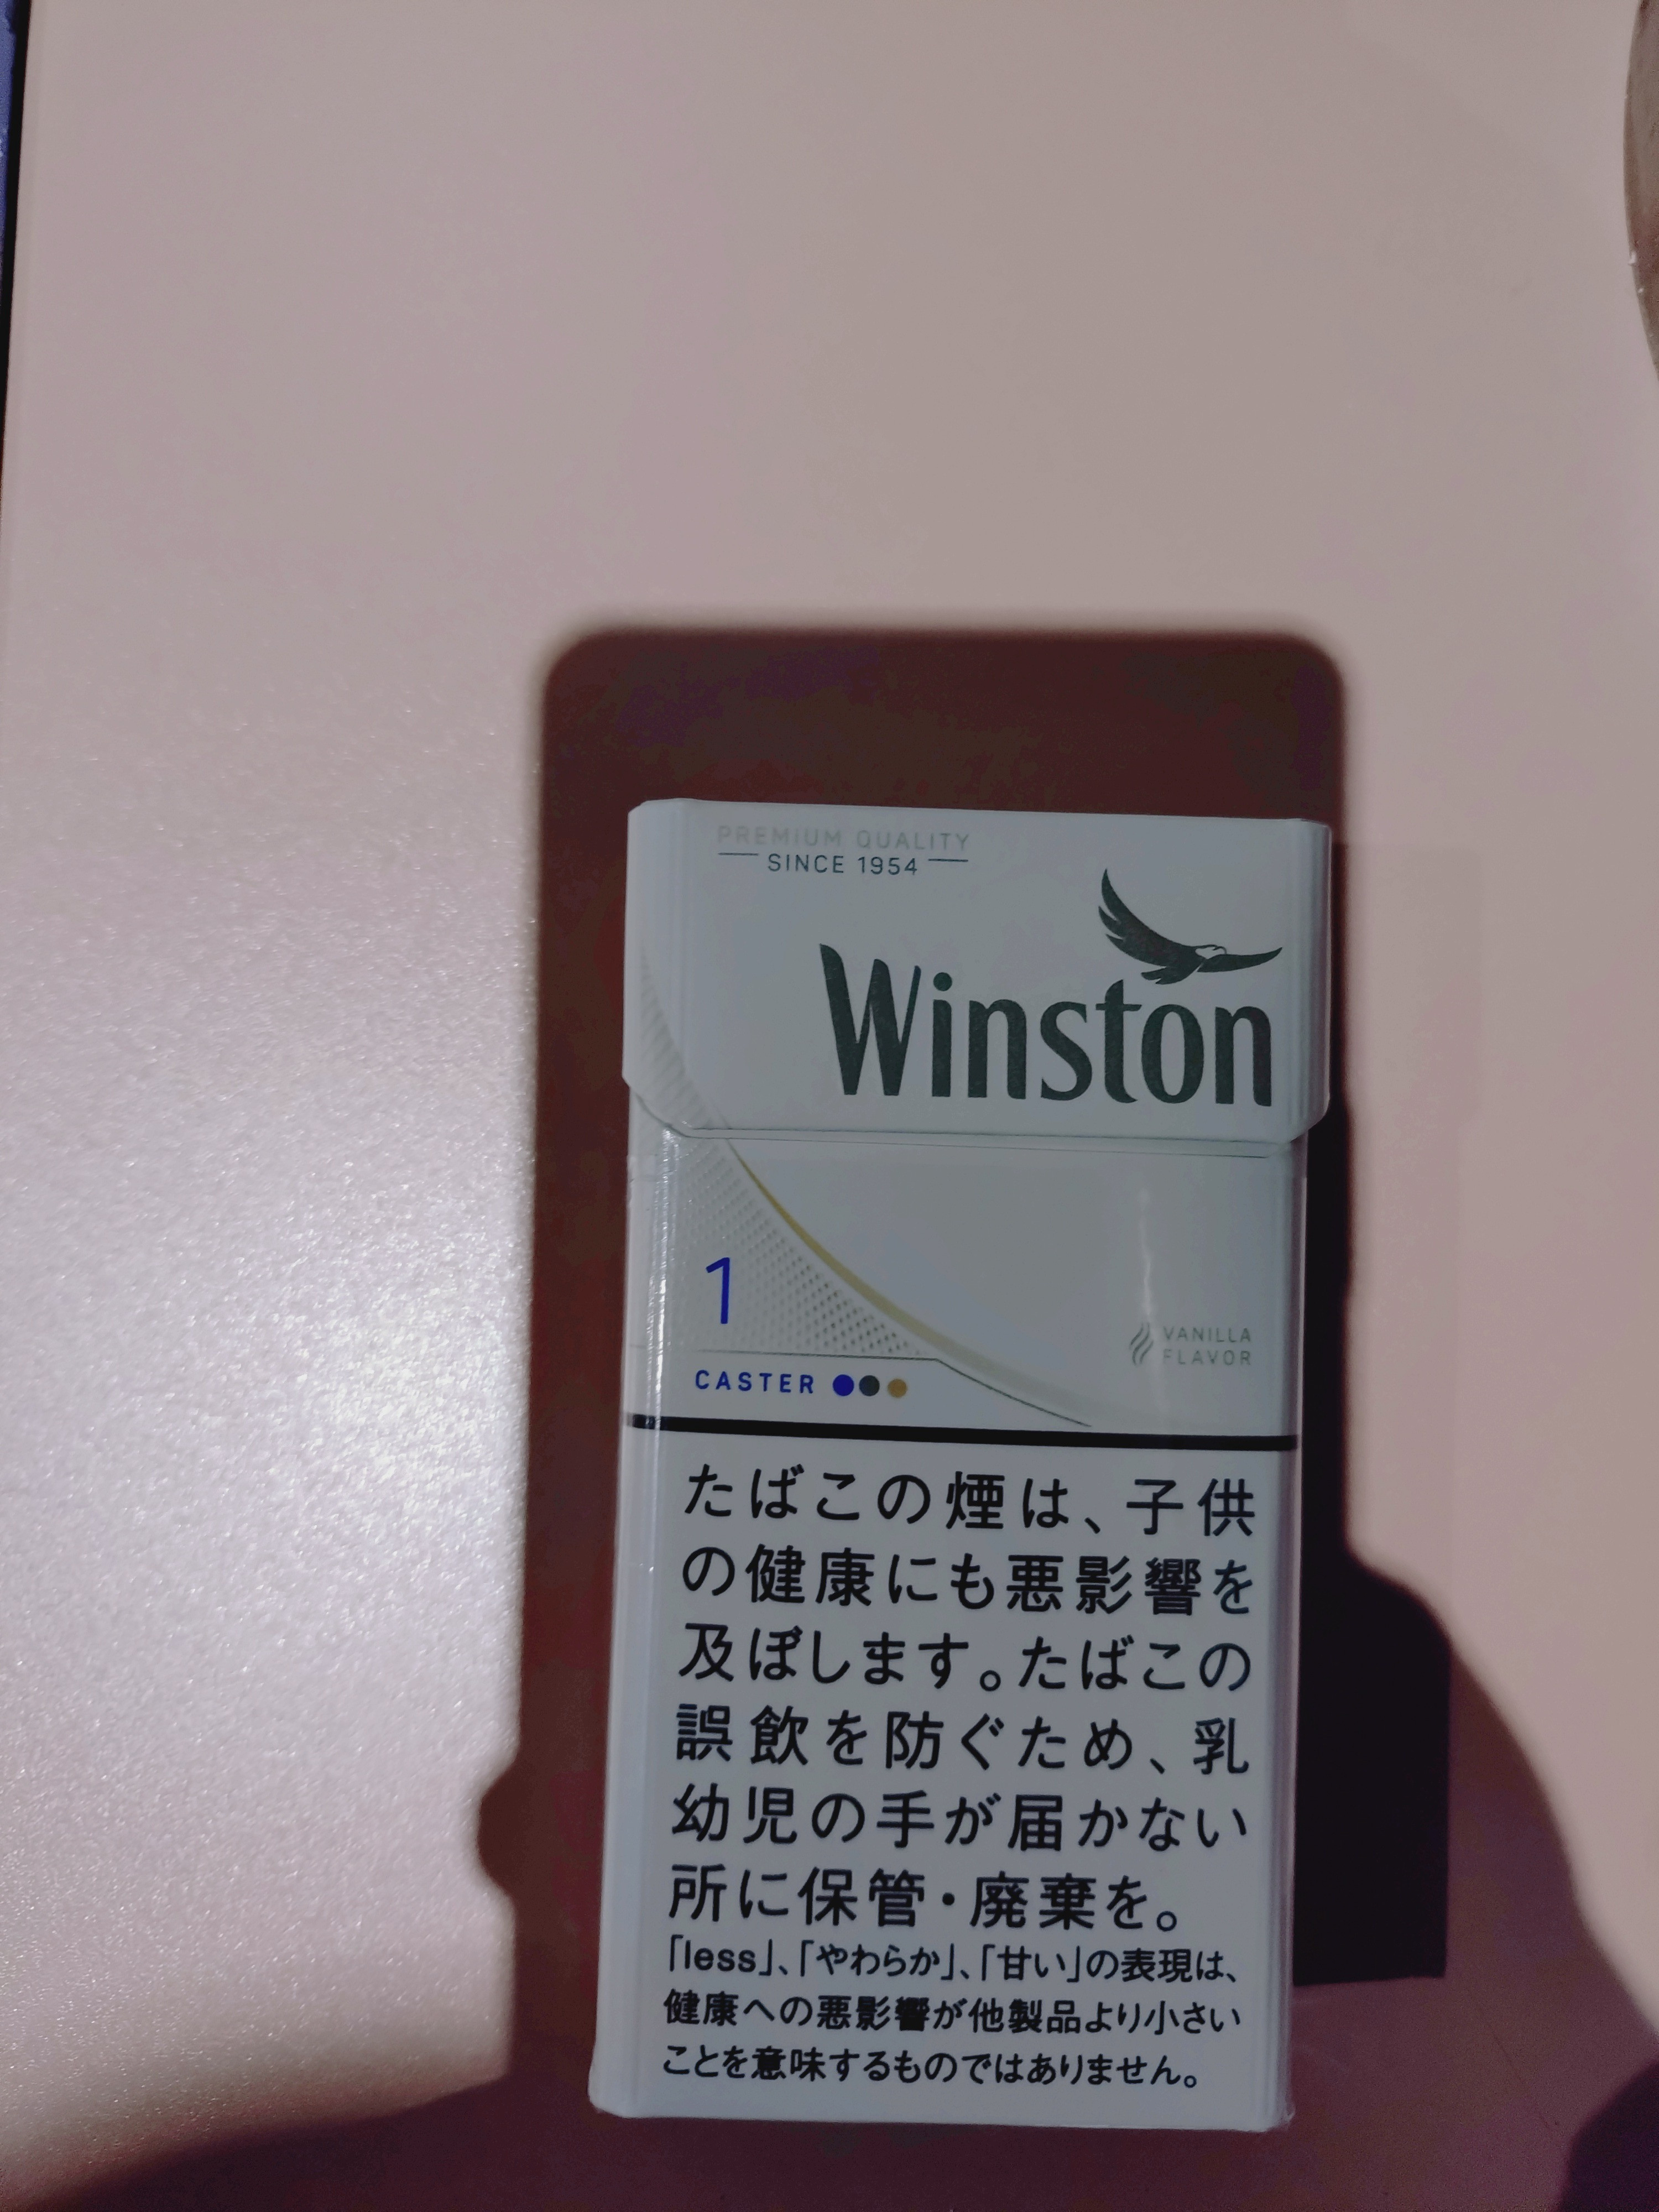 PREMIUM QUALITY
SINCE 1954
Winston
1
VANILLA
FLAVOR
CASTER
たばこの煙は、子供
の健康にも悪影響を
及ぼします。たばこの
誤飲を防ぐため、乳
幼児の手が届かない
所に保管・廃棄を。
「less」、「やわらか」、「甘い」の表現は、
健康への悪影響が他製品より小さい
ことを意味するものではありません。